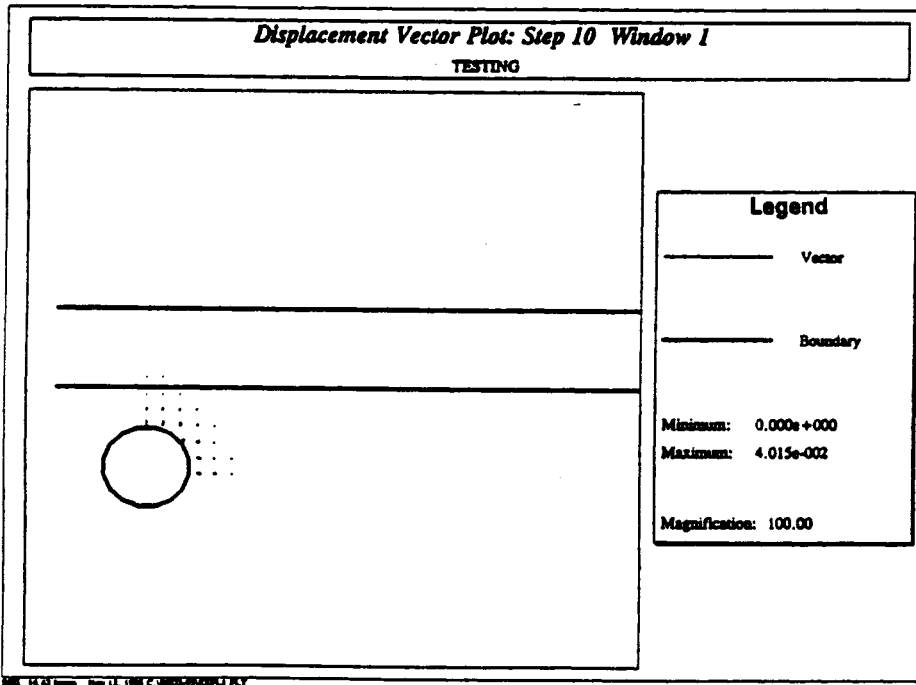 Displacement Vector Plot: Step 10 Window 1
TESTING
Legend
Vector
Boundary
Minimum: 0.000e+000
Maximum: 4.015e-002
Magnification: 100.00